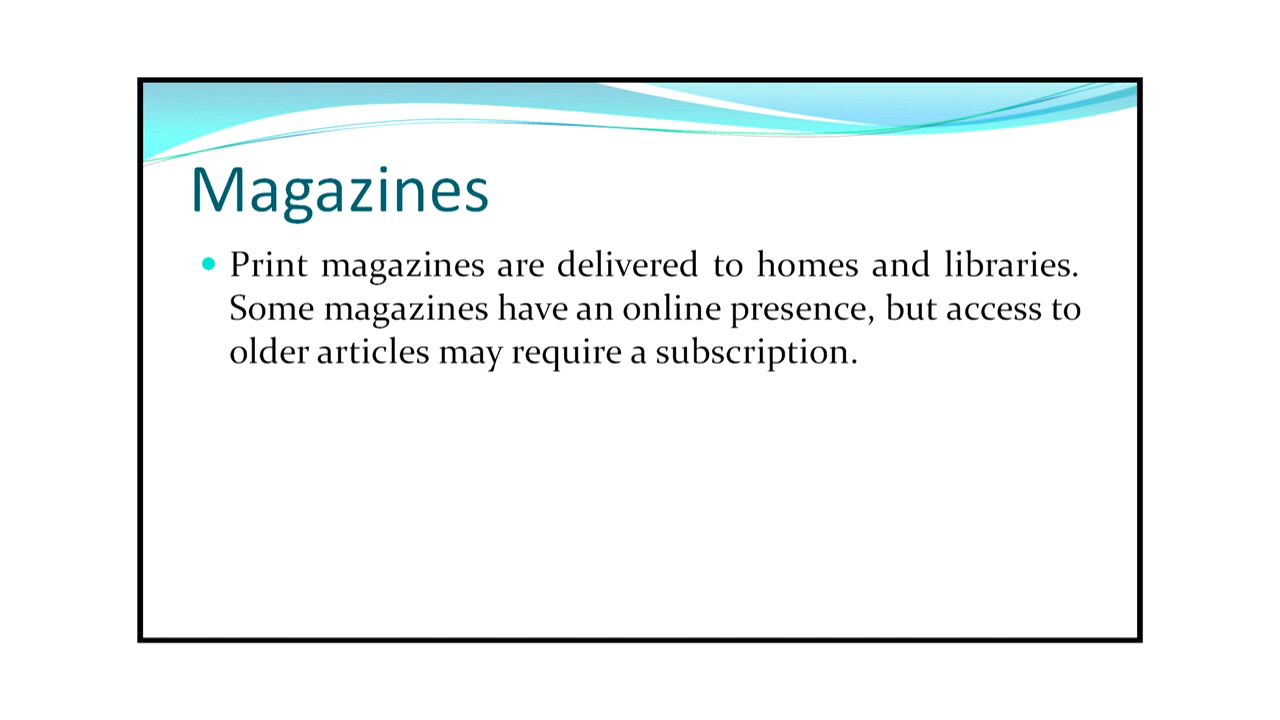 Magazines
Print magazines are delivered to homes and libraries.
Some magazines have an online presence, but access to
older articles may require a subscription.